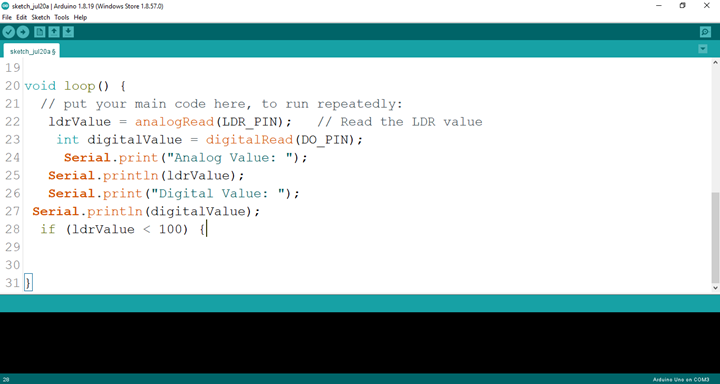 sketch_jul20a | Arduino 1.8.19 (Windows Store 1.8.57.0)
File Edit Sketch Tools Help
sketch_jul20a §
19
20 void loop() {
21 // put your main code here, to run repeatedly:
22 ldrValue = analogRead(LDR_PIN); // Read the LDR value
23 int digitalValue = digitalRead(DO_PIN);
24 Serial.print("Analog Value: ");
25 Serial.println(ldrValue);
26 Serial.print("Digital Value: ");
27 Serial.println(digitalValue);
28 if (ldrValue < 100) {
29
30
31 }
28 Arduino Uno on COM3